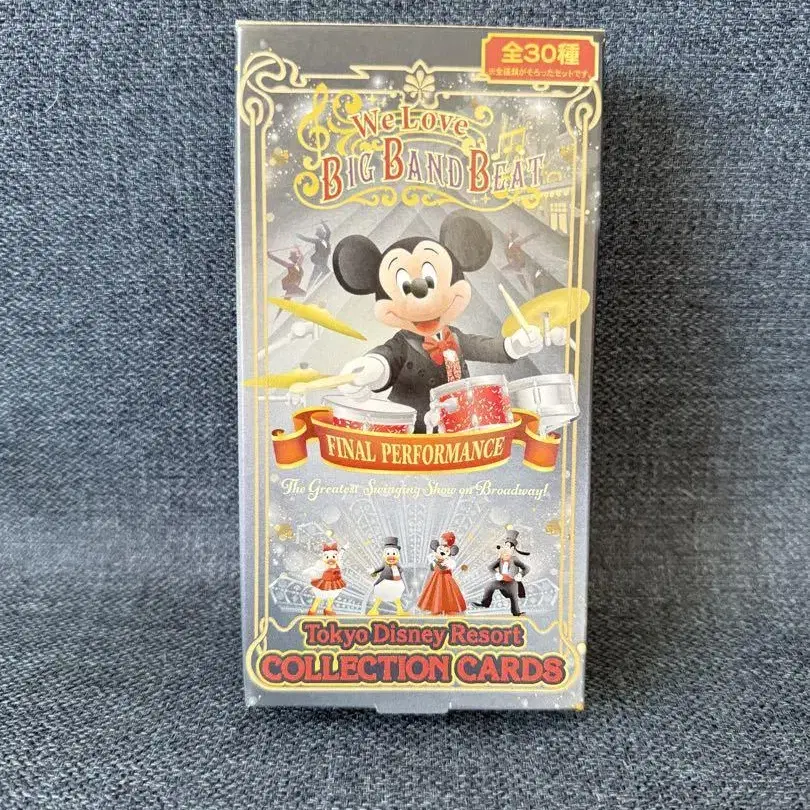 全30種
※全種類がそろったセットです。
We Love
BIG BAND BEAT
FINAL PERFORMANCE
The Greatest Swinging Show on Broadway!
Tokyo Disney Resort
COLLECTION CARDS